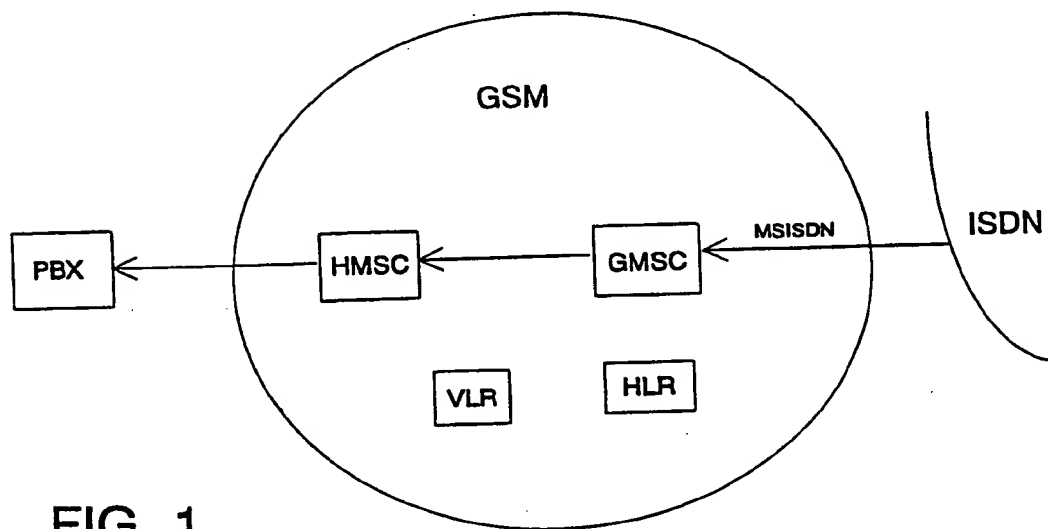 GSM
ISDN
MSISDN
PBX
HMSC
GMSC
VLR
HLR
FIG. 1